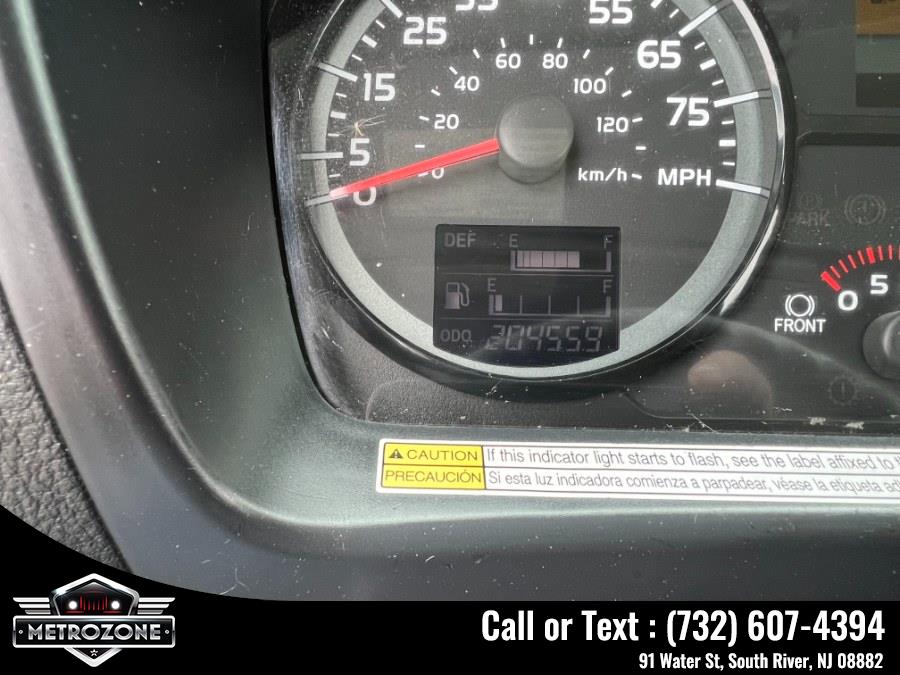 35 55
25 65
60 80
40 100
15 75
20 120
5
0 0 km/h MPH
DEF E F
E F
ODO 204559
PARK
0 5
FRONT
CAUTION If this indicator light starts to flash, see the label affixed to
PRECAUCIÓN Si esta luz indicadora comienza a parpadear, véase la etiqueta
METROZONE
Call or Text : (732) 607-4394
91 Water St, South River, NJ 08882